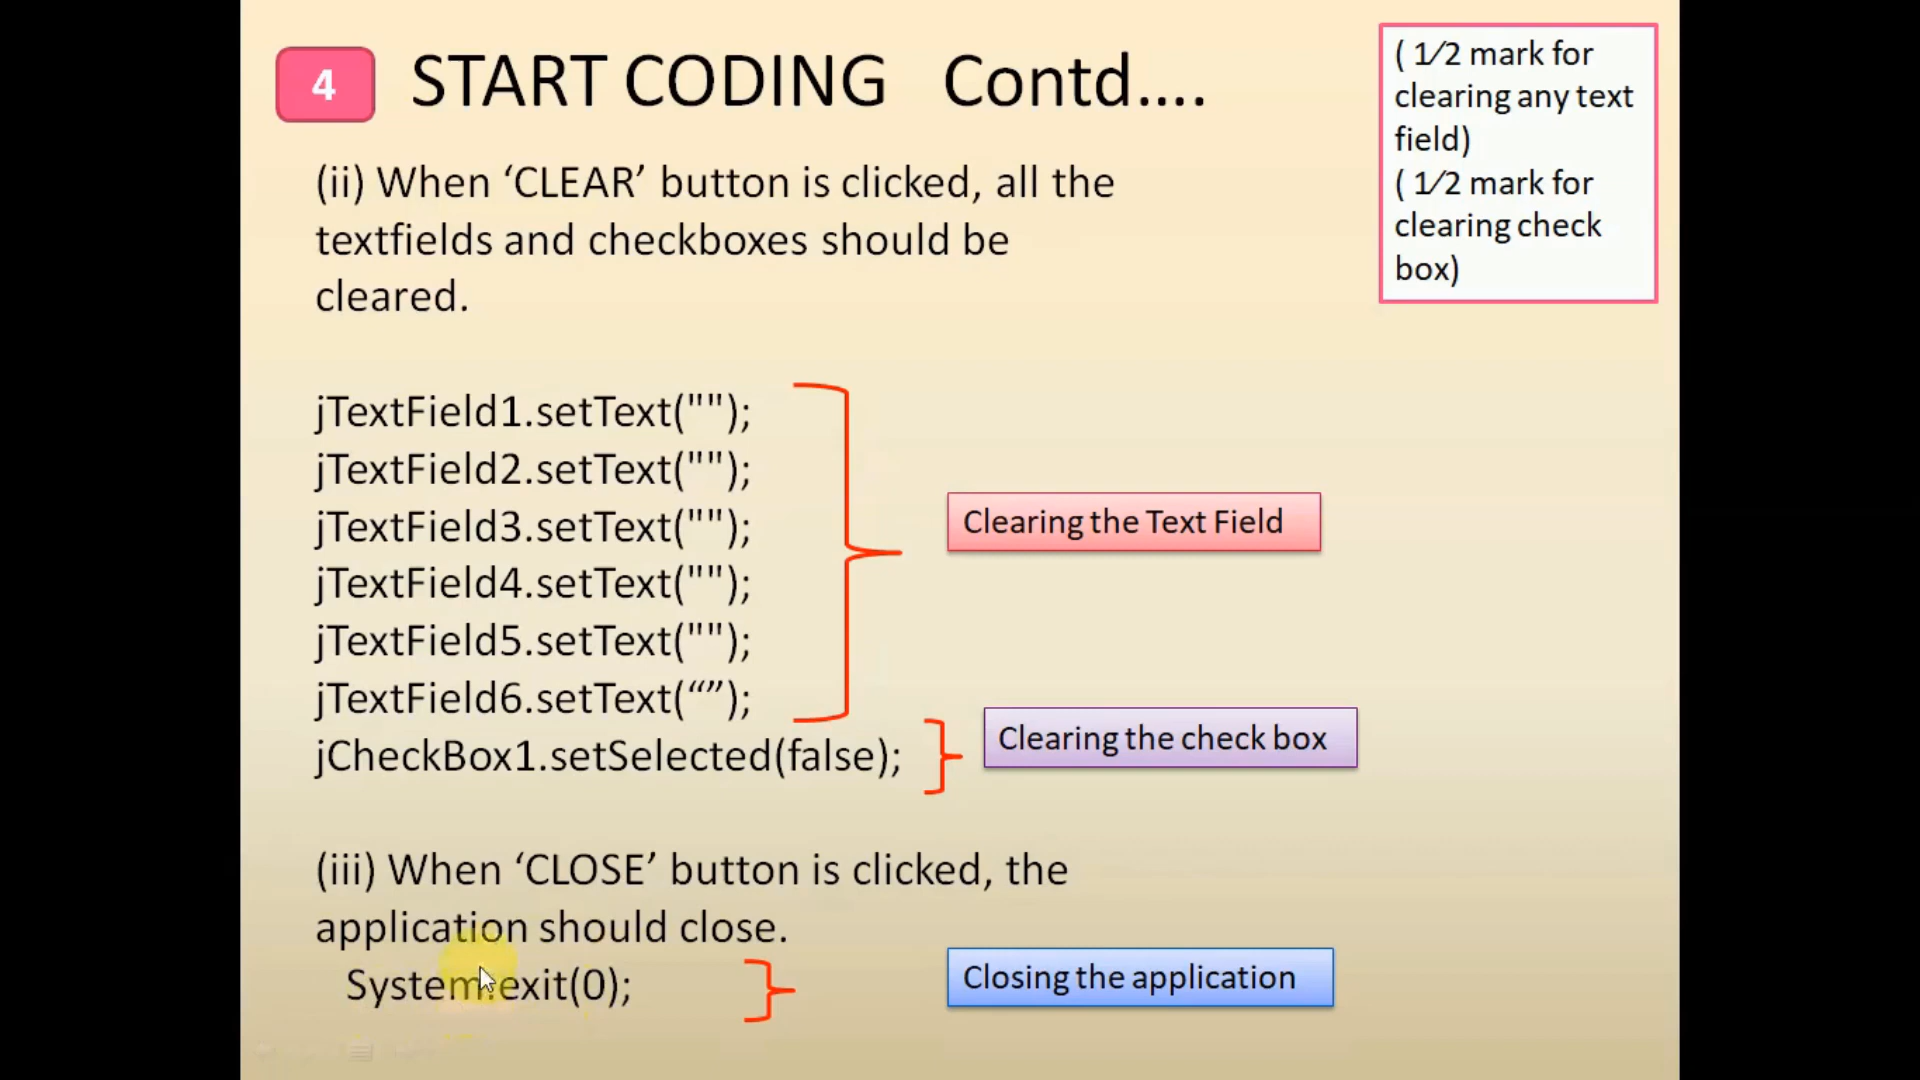 4
START CODING Contd....
( 1⁄2 mark for
clearing any text
field)
( 1⁄2 mark for
clearing check
box)
(ii) When ‘CLEAR’ button is clicked, all the
textfields and checkboxes should be
cleared.
jTextField1.setText("");
jTextField2.setText("");
jTextField3.setText("");
jTextField4.setText("");
jTextField5.setText("");
jTextField6.setText(“”);
Clearing the Text Field
jCheckBox1.setSelected(false);
Clearing the check box
(iii) When ‘CLOSE’ button is clicked, the
application should close.
System.exit(0);
Closing the application